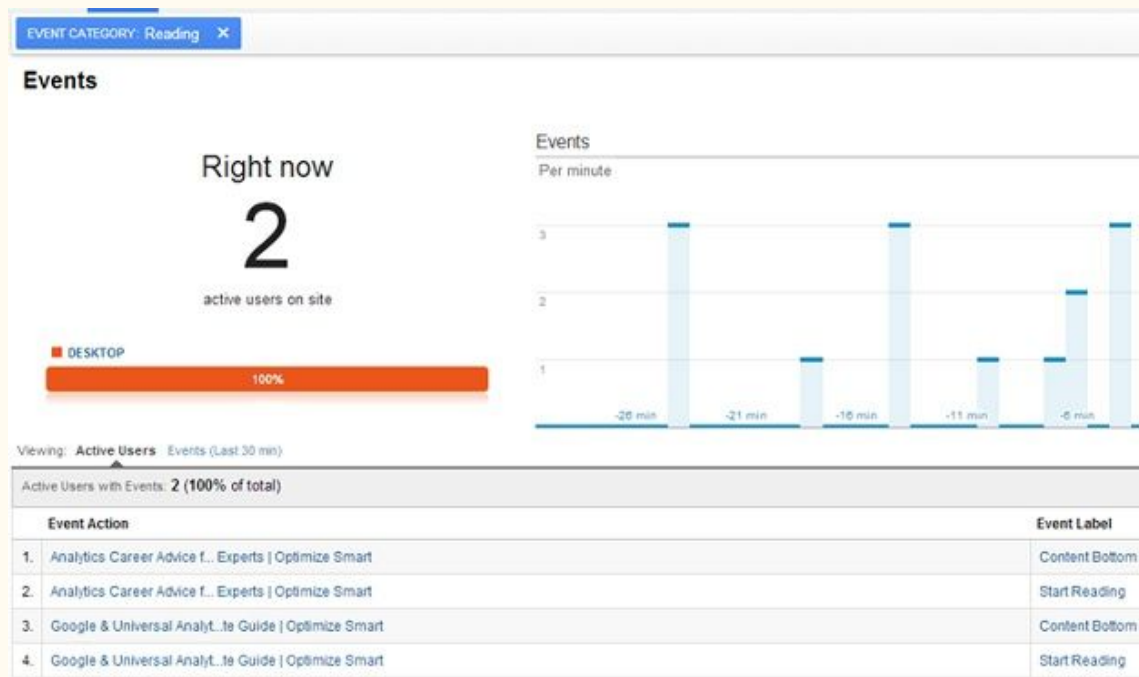 EVENT CATEGORY: Reading ×
Events
Right now
2
active users on site
DESKTOP
100%
Events
Per minute
3
2
1
-26 min -21 min -16 min -11 min -6 min
Viewing: Active Users Events (Last 30 min)
Active Users with Events: 2 (100% of total)
Event Action Event Label
1. Analytics Career Advice f... Experts | Optimize Smart Content Bottom
2. Analytics Career Advice f... Experts | Optimize Smart Start Reading
3. Google & Universal Analyt...te Guide | Optimize Smart Content Bottom
4. Google & Universal Analyt...te Guide | Optimize Smart Start Reading